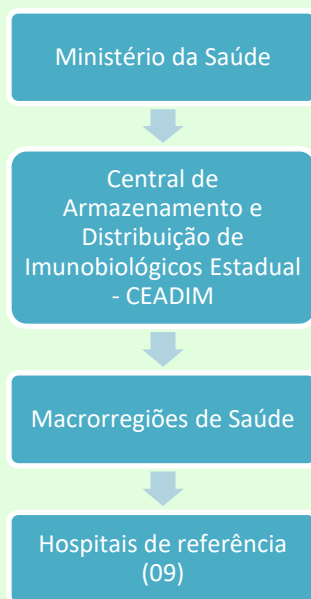 Ministério da Saúde
Central de
Armazenamento e
Distribuição de
Imunobiológicos Estadual
- CEADIM
Macrorregiões de Saúde
Hospitais de referência
(09)